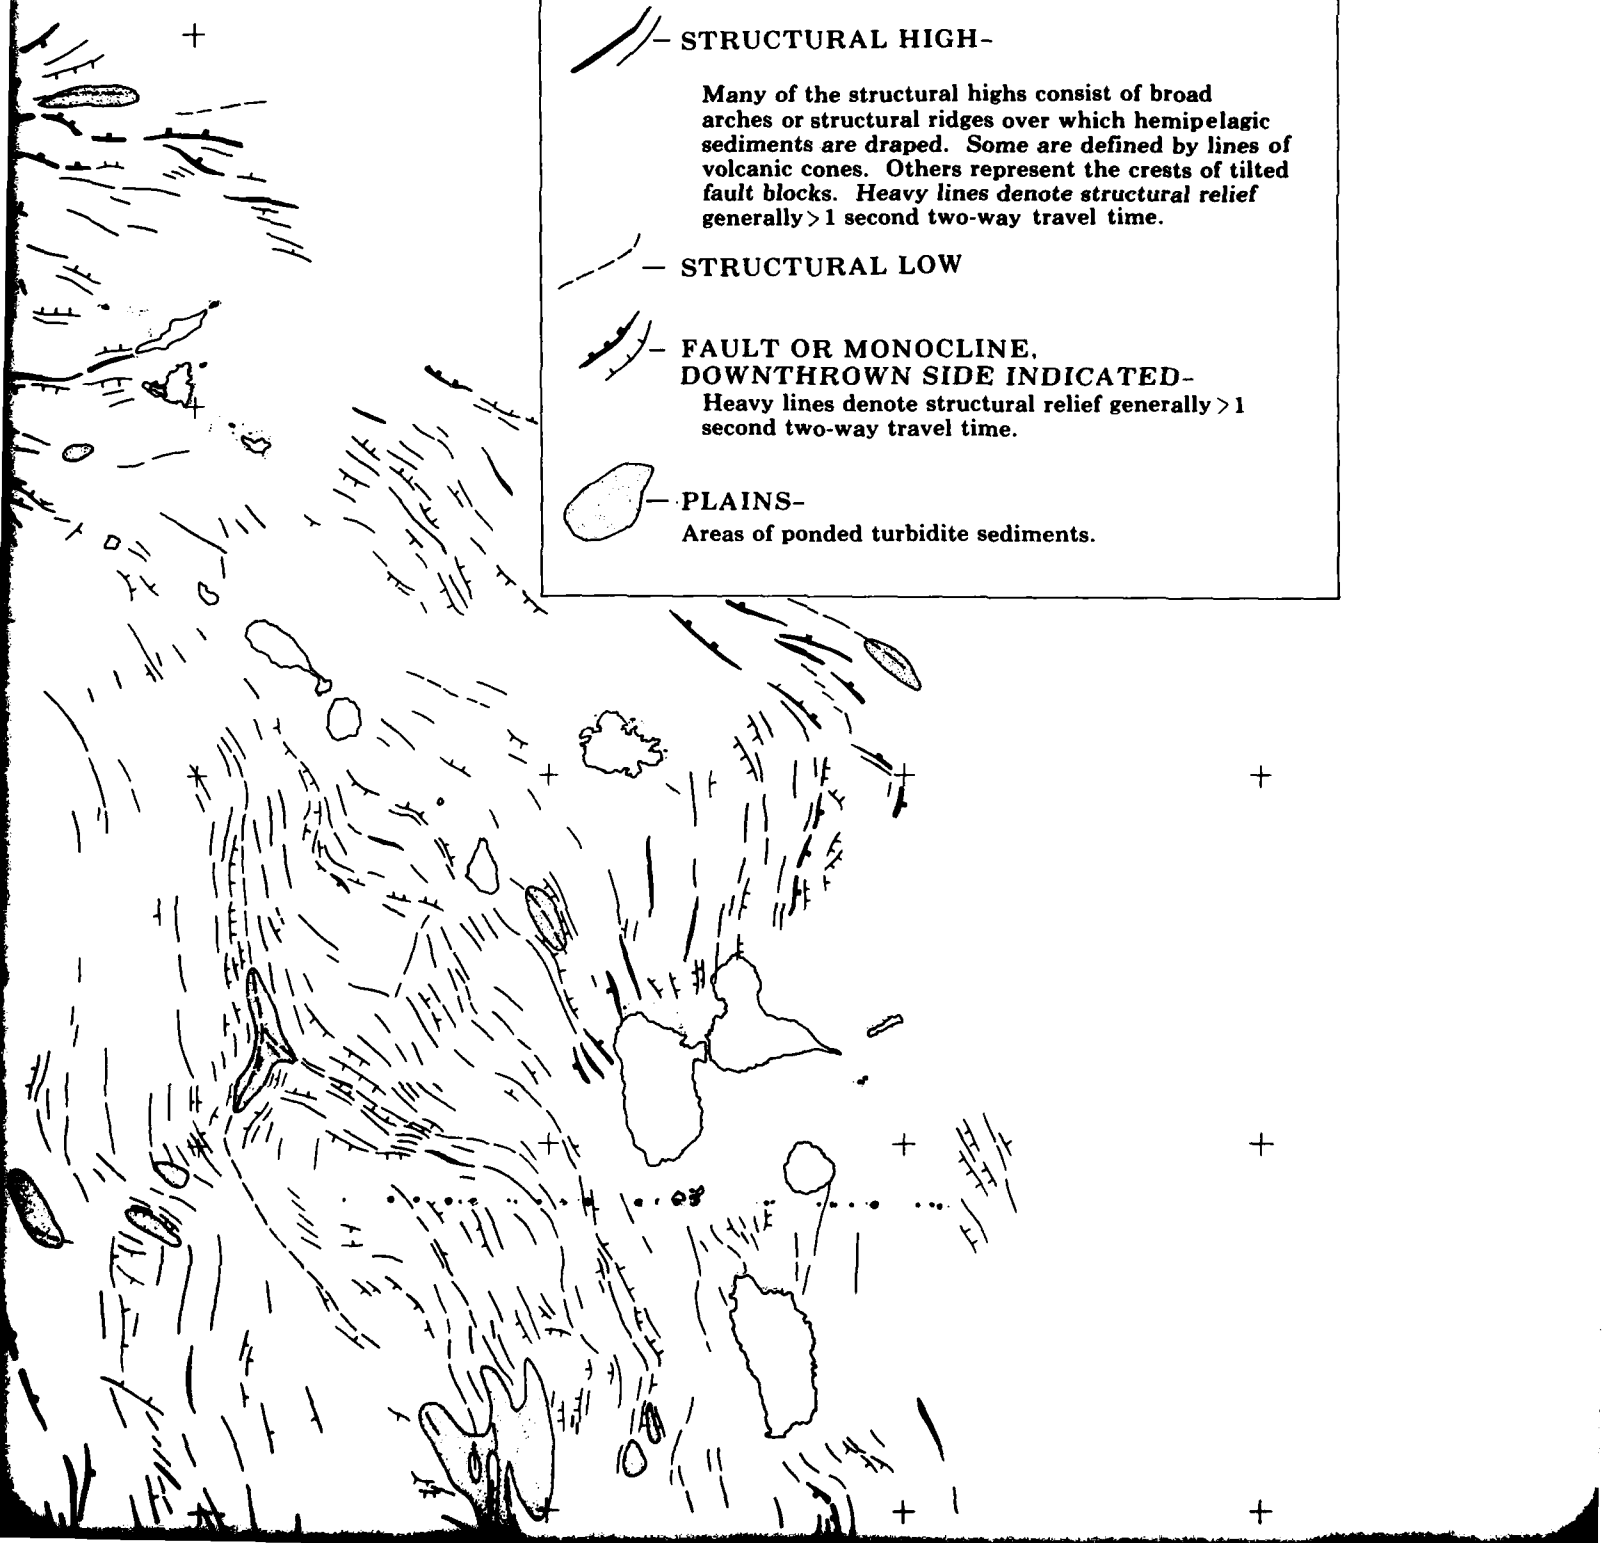 STRUCTURAL HIGH-
Many of the structural highs consist of broad
arches or structural ridges over which hemipelagic
sediments are draped. Some are defined by lines of
volcanic cones. Others represent the crests of tilted
fault blocks. Heavy lines denote structural relief
generally > 1 second two-way travel time.
STRUCTURAL LOW
FAULT OR MONOCLINE,
DOWNTHROWN SIDE INDICATED-
Heavy lines denote structural relief generally > 1
second two-way travel time.
PLAINS-
Areas of ponded turbidite sediments.